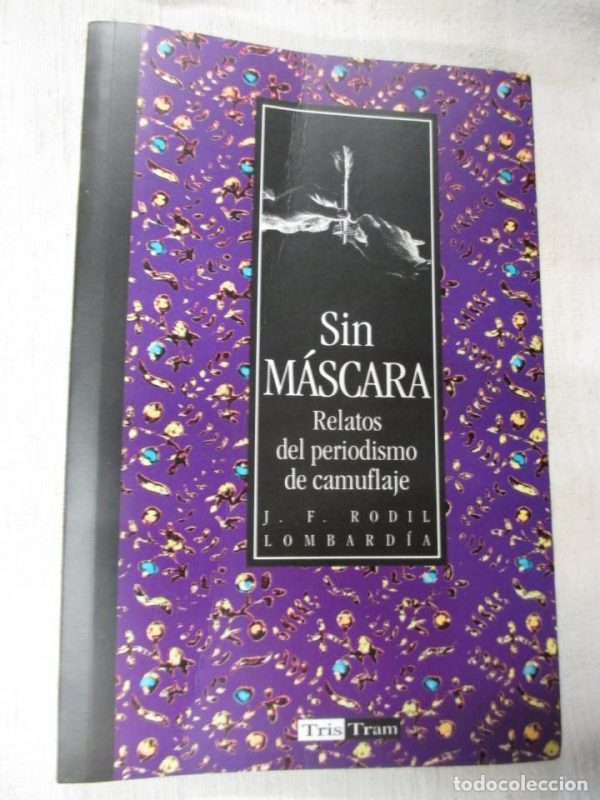 Sin
MÁSCARA
Relatos
del periodismo
de camuflaje
J. F. RODIL
LOMBARDÍA
Tris Tram
todocoleccion